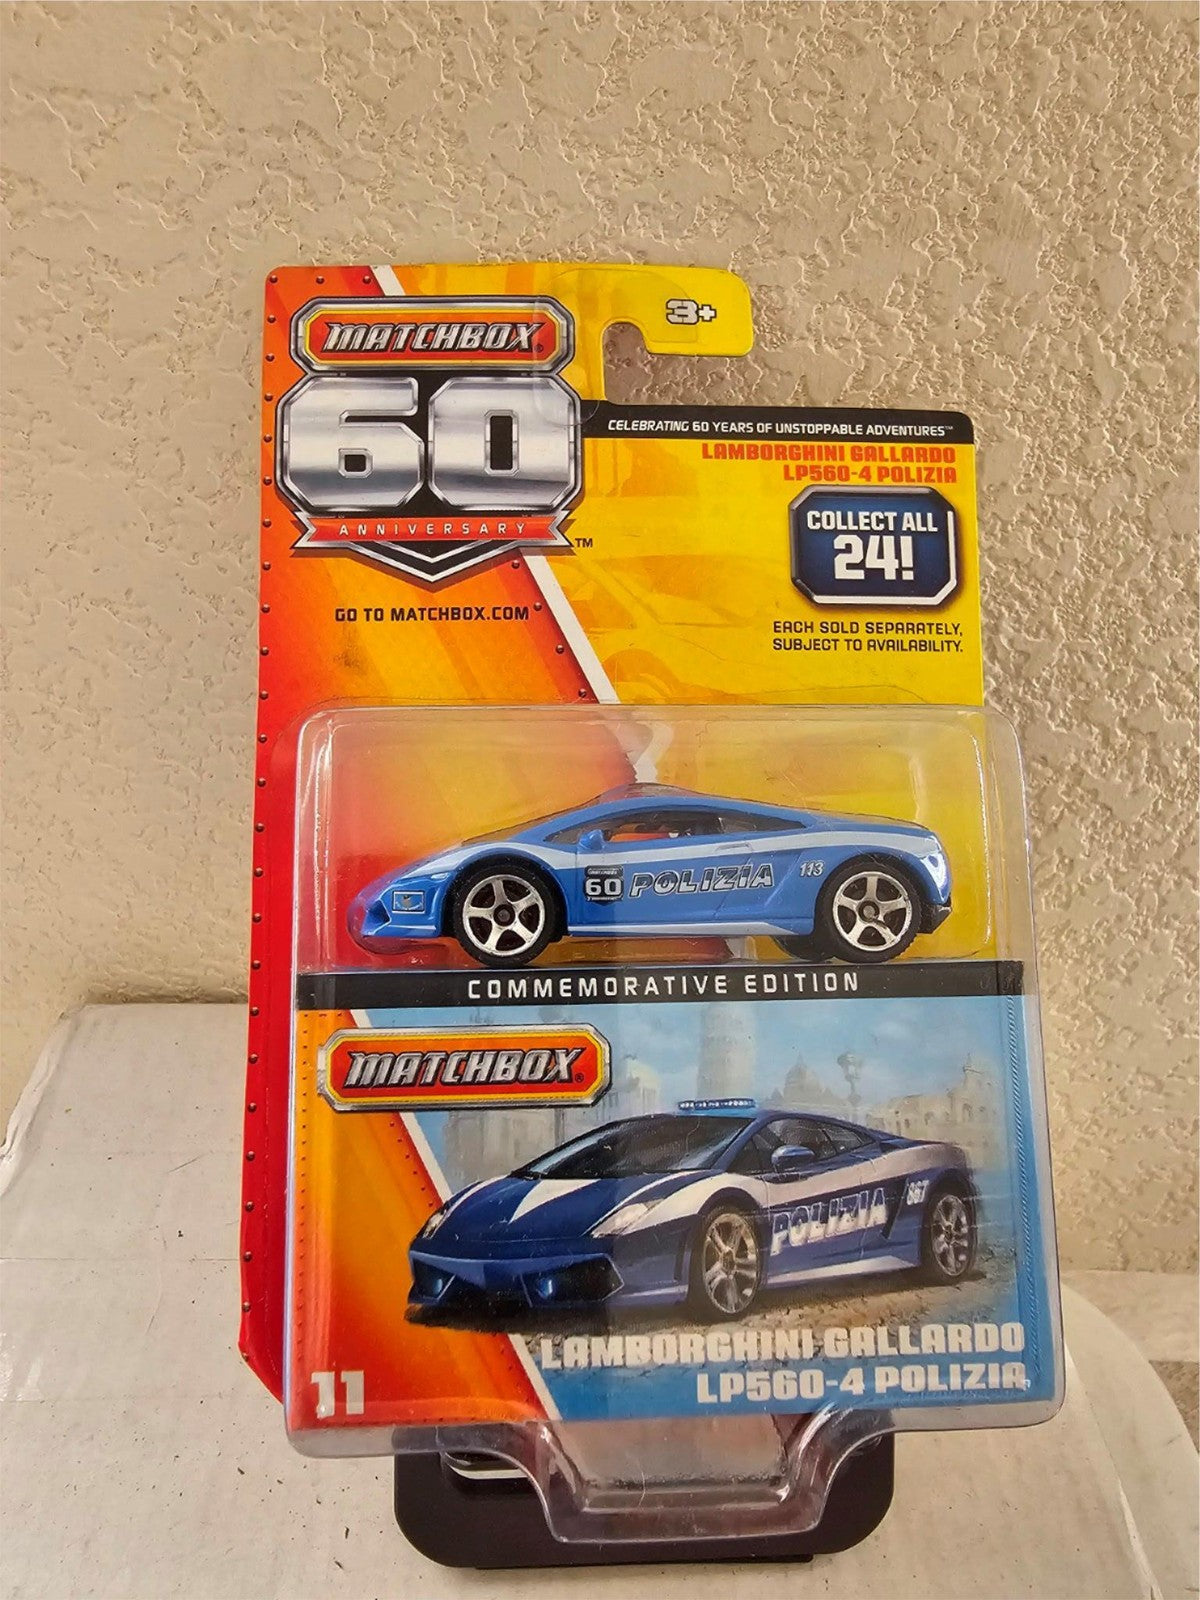 3+
MATCHBOX®
60
ANNIVERSARY
™
GO TO MATCHBOX.COM
CELEBRATING 60 YEARS OF UNSTOPPABLE ADVENTURES™
LAMBORGHINI GALLARDO
LP560-4 POLIZIA
COLLECT ALL
24!
EACH SOLD SEPARATELY,
SUBJECT TO AVAILABILITY.
60 POLIZIA 113
COMMEMORATIVE EDITION
MATCHBOX®
POLIZIA
LAMBORGHINI GALLARDO
LP560-4 POLIZIA
11